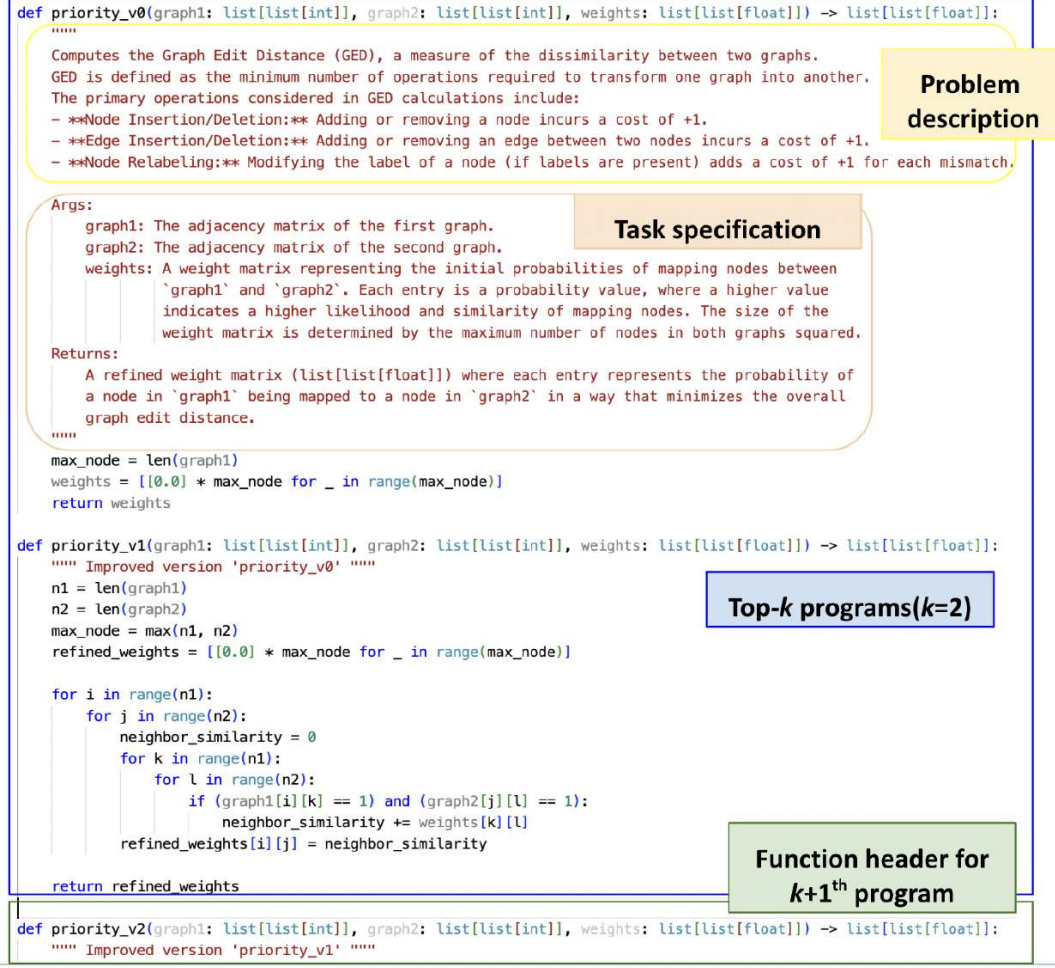 def priority_v0(graph1: list[list[int]], graph2: list[list[int]], weights: list[list[float]]) -> list[list[float]]:
"""
Computes the Graph Edit Distance (GED), a measure of the dissimilarity between two graphs.
GED is defined as the minimum number of operations required to transform one graph into another.
The primary operations considered in GED calculations include:
- **Node Insertion/Deletion:** Adding or removing a node incurs a cost of +1.
- **Edge Insertion/Deletion:** Adding or removing an edge between two nodes incurs a cost of +1.
- **Node Relabeling:** Modifying the label of a node (if labels are present) adds a cost of +1 for each mismatch.
Problem
description
Args:
graph1: The adjacency matrix of the first graph.
graph2: The adjacency matrix of the second graph.
weights: A weight matrix representing the initial probabilities of mapping nodes between
`graph1` and `graph2`. Each entry is a probability value, where a higher value
indicates a higher likelihood and similarity of mapping nodes. The size of the
weight matrix is determined by the maximum number of nodes in both graphs squared.
Task specification
Returns:
A refined weight matrix (list[list[float]]) where each entry represents the probability of
a node in `graph1` being mapped to a node in `graph2` in a way that minimizes the overall
graph edit distance.
"""
max_node = len(graph1)
weights = [[0.0] * max_node for _ in range(max_node)]
return weights
def priority_v1(graph1: list[list[int]], graph2: list[list[int]], weights: list[list[float]]) -> list[list[float]]:
""" Improved version 'priority_v0' """
n1 = len(graph1)
n2 = len(graph2)
max_node = max(n1, n2)
refined_weights = [[0.0] * max_node for _ in range(max_node)]
Top-k programs(k=2)
for i in range(n1):
for j in range(n2):
neighbor_similarity = 0
for k in range(n1):
for l in range(n2):
if (graph1[i][k] == 1) and (graph2[j][l] == 1):
neighbor_similarity += weights[k][l]
refined_weights[i][j] = neighbor_similarity
return refined_weights
Function header for
k+1th program
def priority_v2(graph1: list[list[int]], graph2: list[list[int]], weights: list[list[float]]) -> list[list[float]]:
""" Improved version 'priority_v1' """